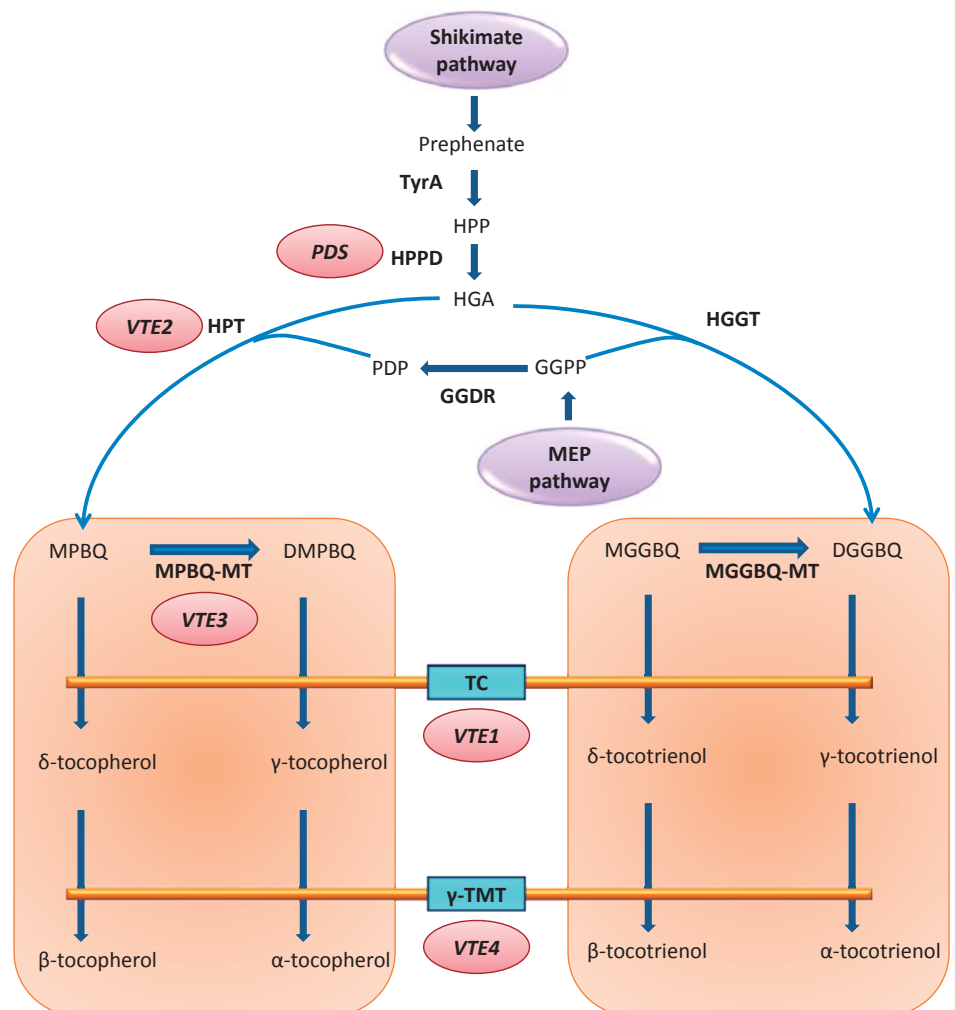 Shikimate
pathway
Prephenate
TyrA
HPP
PDS
HPPD
HGA
VTE2
HPT
HGGT
PDP
GGPP
GGDR
MEP
pathway
MPBQ
DMPBQ
MPBQ-MT
VTE3
MGGBQ
DGGBQ
MGGBQ-MT
TC
VTE1
δ-tocopherol
γ-tocopherol
δ-tocotrienol
γ-tocotrienol
γ-TMT
VTE4
β-tocopherol
α-tocopherol
β-tocotrienol
α-tocotrienol